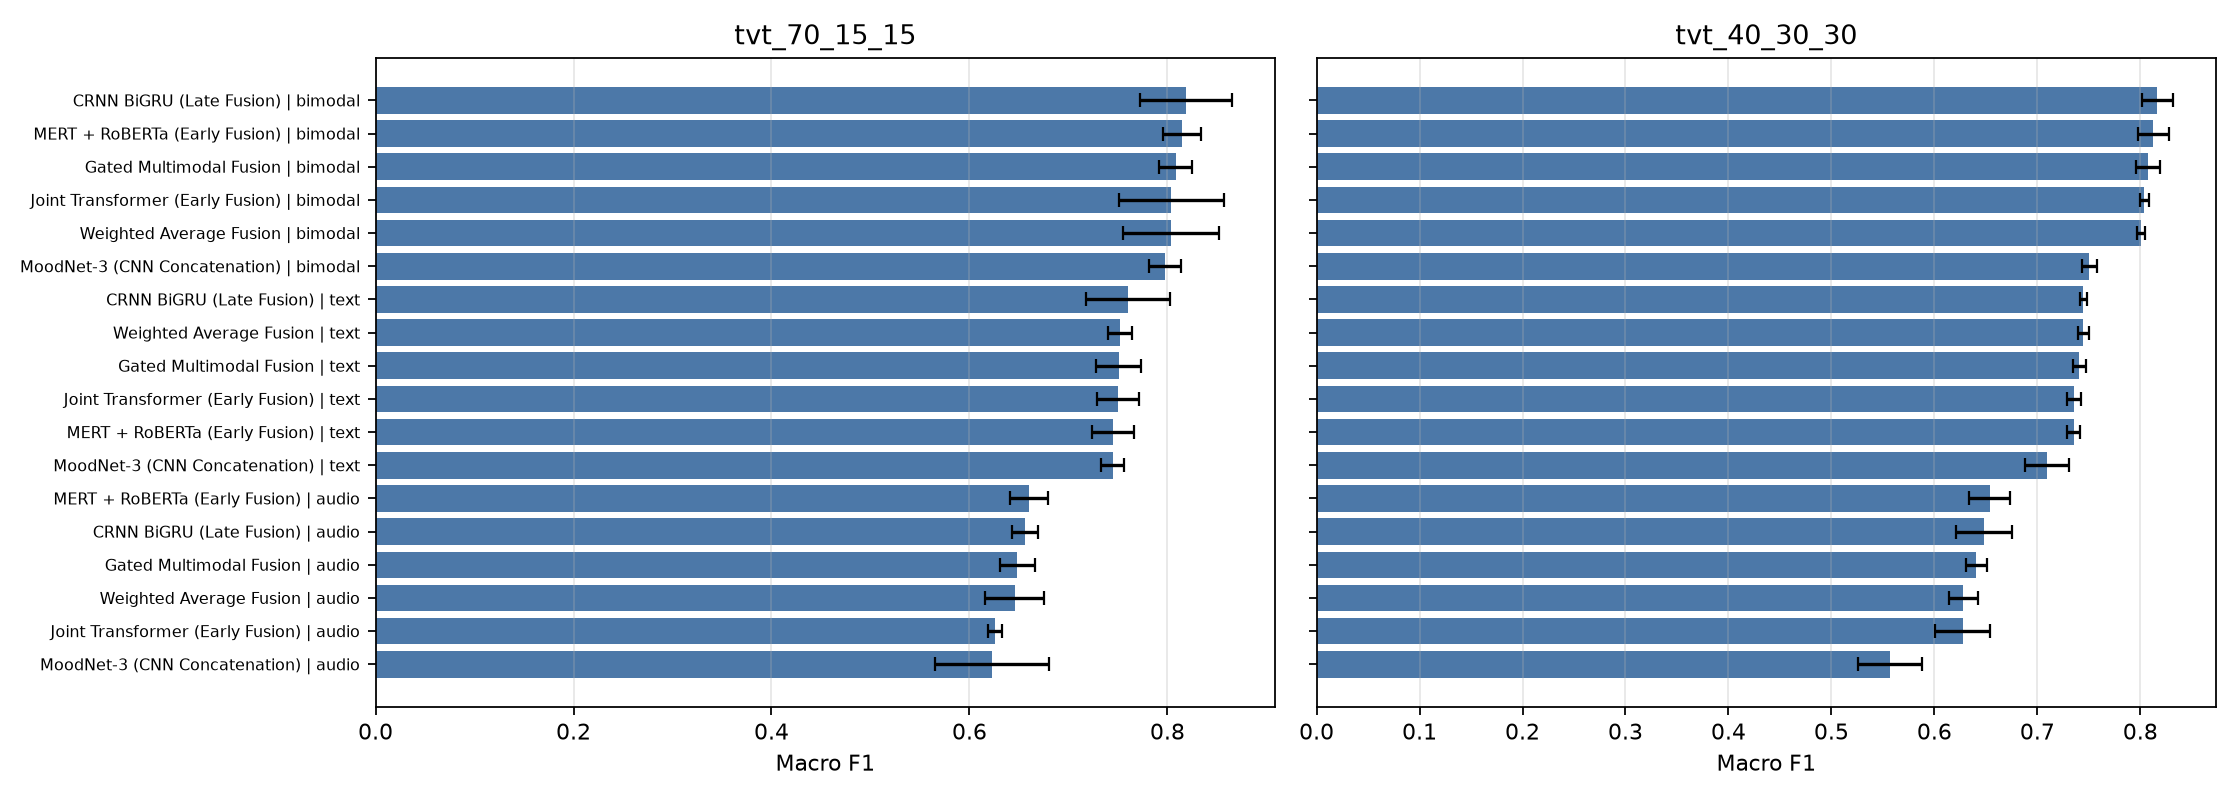 tvt_70_15_15
tvt_40_30_30
CRNN BiGRU (Late Fusion) | bimodal
MERT + RoBERTa (Early Fusion) | bimodal
Gated Multimodal Fusion | bimodal
Joint Transformer (Early Fusion) | bimodal
Weighted Average Fusion | bimodal
MoodNet-3 (CNN Concatenation) | bimodal
CRNN BiGRU (Late Fusion) | text
Weighted Average Fusion | text
Gated Multimodal Fusion | text
Joint Transformer (Early Fusion) | text
MERT + RoBERTa (Early Fusion) | text
MoodNet-3 (CNN Concatenation) | text
MERT + RoBERTa (Early Fusion) | audio
CRNN BiGRU (Late Fusion) | audio
Gated Multimodal Fusion | audio
Weighted Average Fusion | audio
Joint Transformer (Early Fusion) | audio
MoodNet-3 (CNN Concatenation) | audio
0.0 0.2 0.4 0.6 0.8
Macro F1
0.0 0.1 0.2 0.3 0.4 0.5 0.6 0.7 0.8
Macro F1